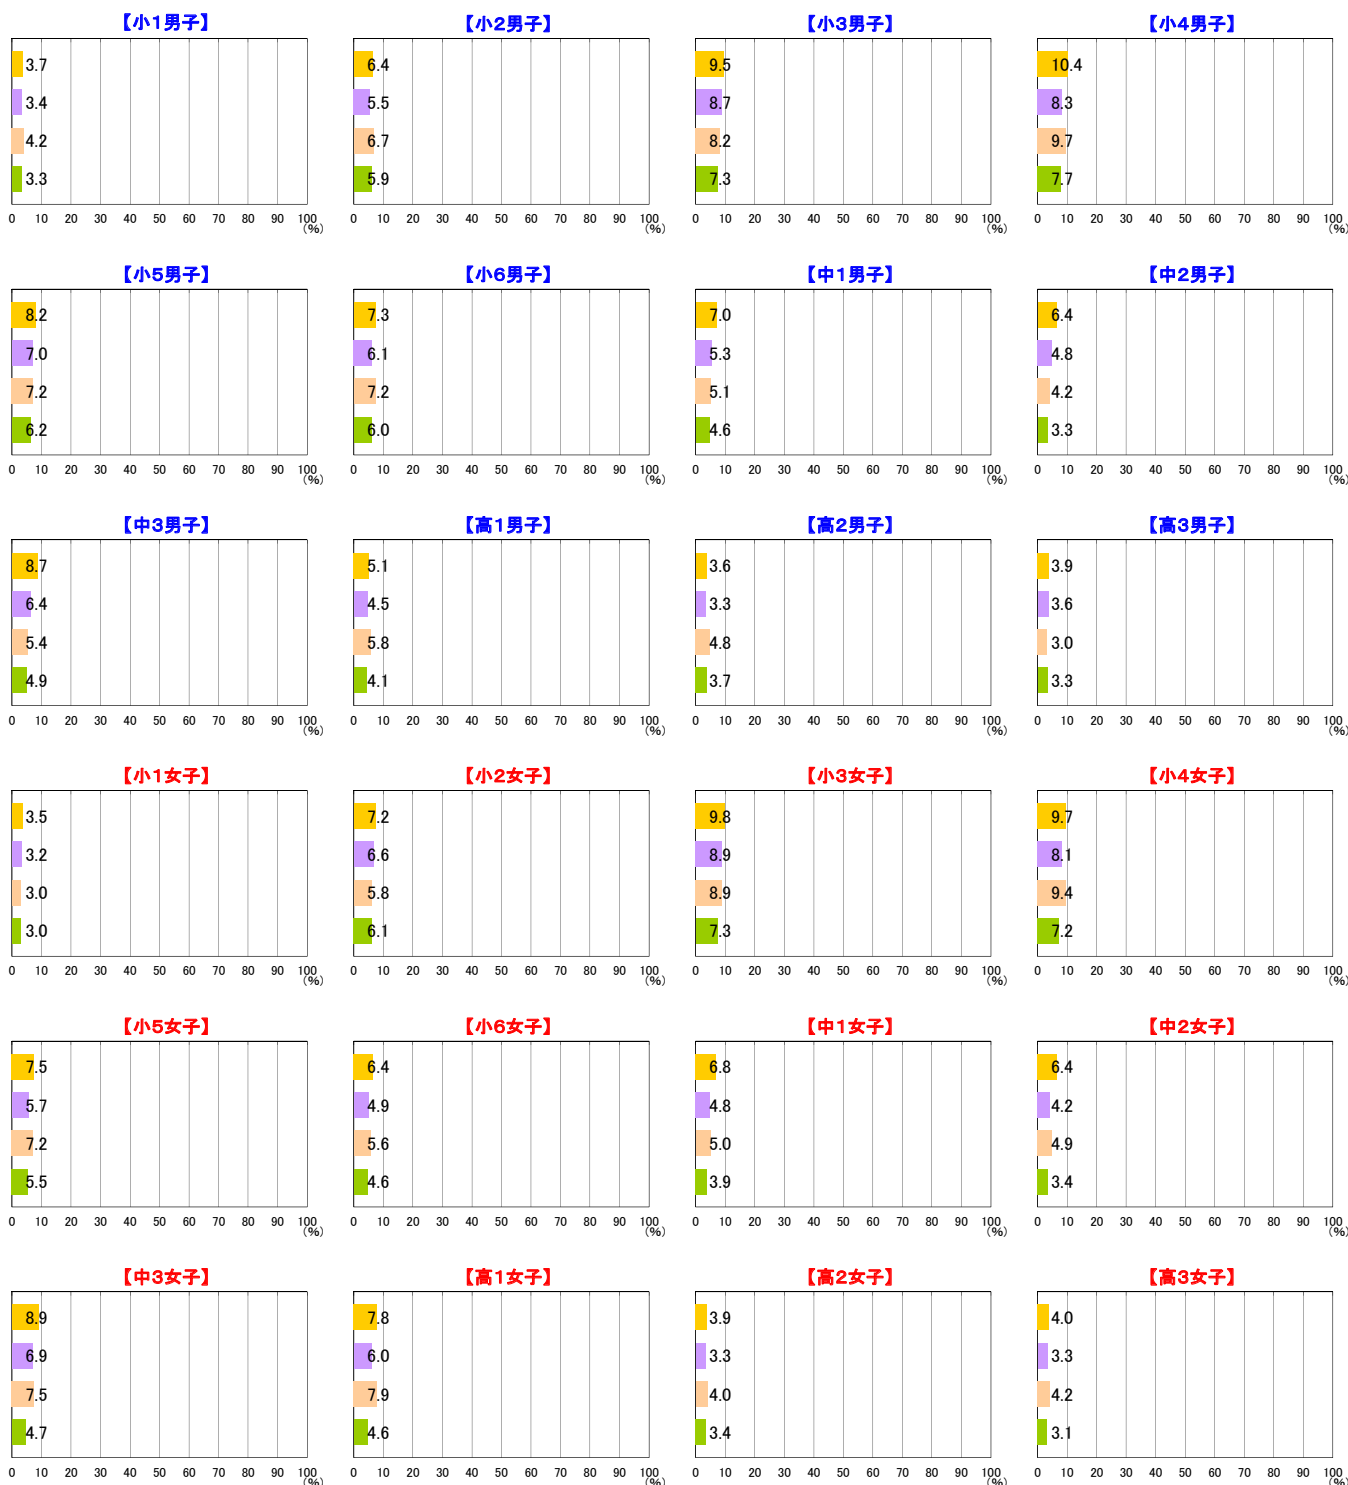 【小1男子】 【小2男子】 【小3男子】 【小4男子】
3.7 6.4 9.5 10.4
3.4 5.5 8.7 8.3
4.2 6.7 8.2 9.7
3.3 5.9 7.3 7.7
0 10 20 30 40 50 60 70 80 90 100 0 10 20 30 40 50 60 70 80 90 100 0 10 20 30 40 50 60 70 80 90 100 0 10 20 30 40 50 60 70 80 90 100
(%) (%) (%) (%)
【小5男子】 【小6男子】 【中1男子】 【中2男子】
8.2 7.3 7.0 6.4
7.0 6.1 5.3 4.8
7.2 7.2 5.1 4.2
6.2 6.0 4.6 3.3
0 10 20 30 40 50 60 70 80 90 100 0 10 20 30 40 50 60 70 80 90 100 0 10 20 30 40 50 60 70 80 90 100 0 10 20 30 40 50 60 70 80 90 100
(%) (%) (%) (%)
【中3男子】 【高1男子】 【高2男子】 【高3男子】
8.7 5.1 3.6 3.9
6.4 4.5 3.3 3.6
5.4 5.8 4.8 3.0
4.9 4.1 3.7 3.3
0 10 20 30 40 50 60 70 80 90 100 0 10 20 30 40 50 60 70 80 90 100 0 10 20 30 40 50 60 70 80 90 100 0 10 20 30 40 50 60 70 80 90 100
(%) (%) (%) (%)
【小1女子】 【小2女子】 【小3女子】 【小4女子】
3.5 7.2 9.8 9.7
3.2 6.6 8.9 8.1
3.0 5.8 8.9 9.4
3.0 6.1 7.3 7.2
0 10 20 30 40 50 60 70 80 90 100 0 10 20 30 40 50 60 70 80 90 100 0 10 20 30 40 50 60 70 80 90 100 0 10 20 30 40 50 60 70 80 90 100
(%) (%) (%) (%)
【小5女子】 【小6女子】 【中1女子】 【中2女子】
7.5 6.4 6.8 6.4
5.7 4.9 4.8 4.2
7.2 5.6 5.0 4.9
5.5 4.6 3.9 3.4
0 10 20 30 40 50 60 70 80 90 100 0 10 20 30 40 50 60 70 80 90 100 0 10 20 30 40 50 60 70 80 90 100 0 10 20 30 40 50 60 70 80 90 100
(%) (%) (%) (%)
【中3女子】 【高1女子】 【高2女子】 【高3女子】
8.9 7.8 3.9 4.0
6.9 6.0 3.3 3.3
7.5 7.9 4.0 4.2
4.7 4.6 3.4 3.1
0 10 20 30 40 50 60 70 80 90 100 0 10 20 30 40 50 60 70 80 90 100 0 10 20 30 40 50 60 70 80 90 100 0 10 20 30 40 50 60 70 80 90 100
(%) (%) (%) (%)